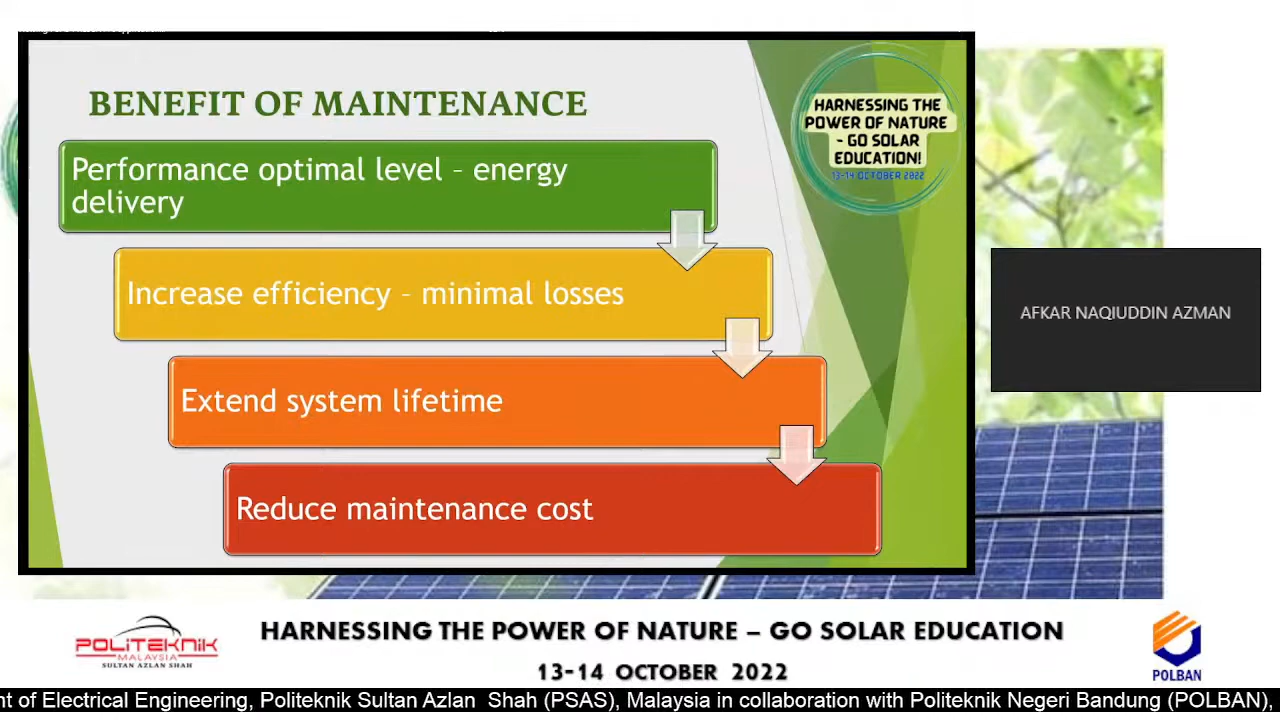 BENEFIT OF MAINTENANCE
HARNESSING THE
POWER OF NATURE
- GO SOLAR
EDUCATION!
13-14 OCTOBER 2022
Performance optimal level – energy
delivery
Increase efficiency – minimal losses
Extend system lifetime
Reduce maintenance cost
AFKAR NAQIUDDIN AZMAN
POLITEKNIK
MALAYSIA
SULTAN AZLAN SHAH
HARNESSING THE POWER OF NATURE – GO SOLAR EDUCATION
13-14 OCTOBER 2022
POLBAN
nt of Electrical Engineering, Politeknik Sultan Azlan Shah (PSAS), Malaysia in collaboration with Politeknik Negeri Bandung (POLBAN),